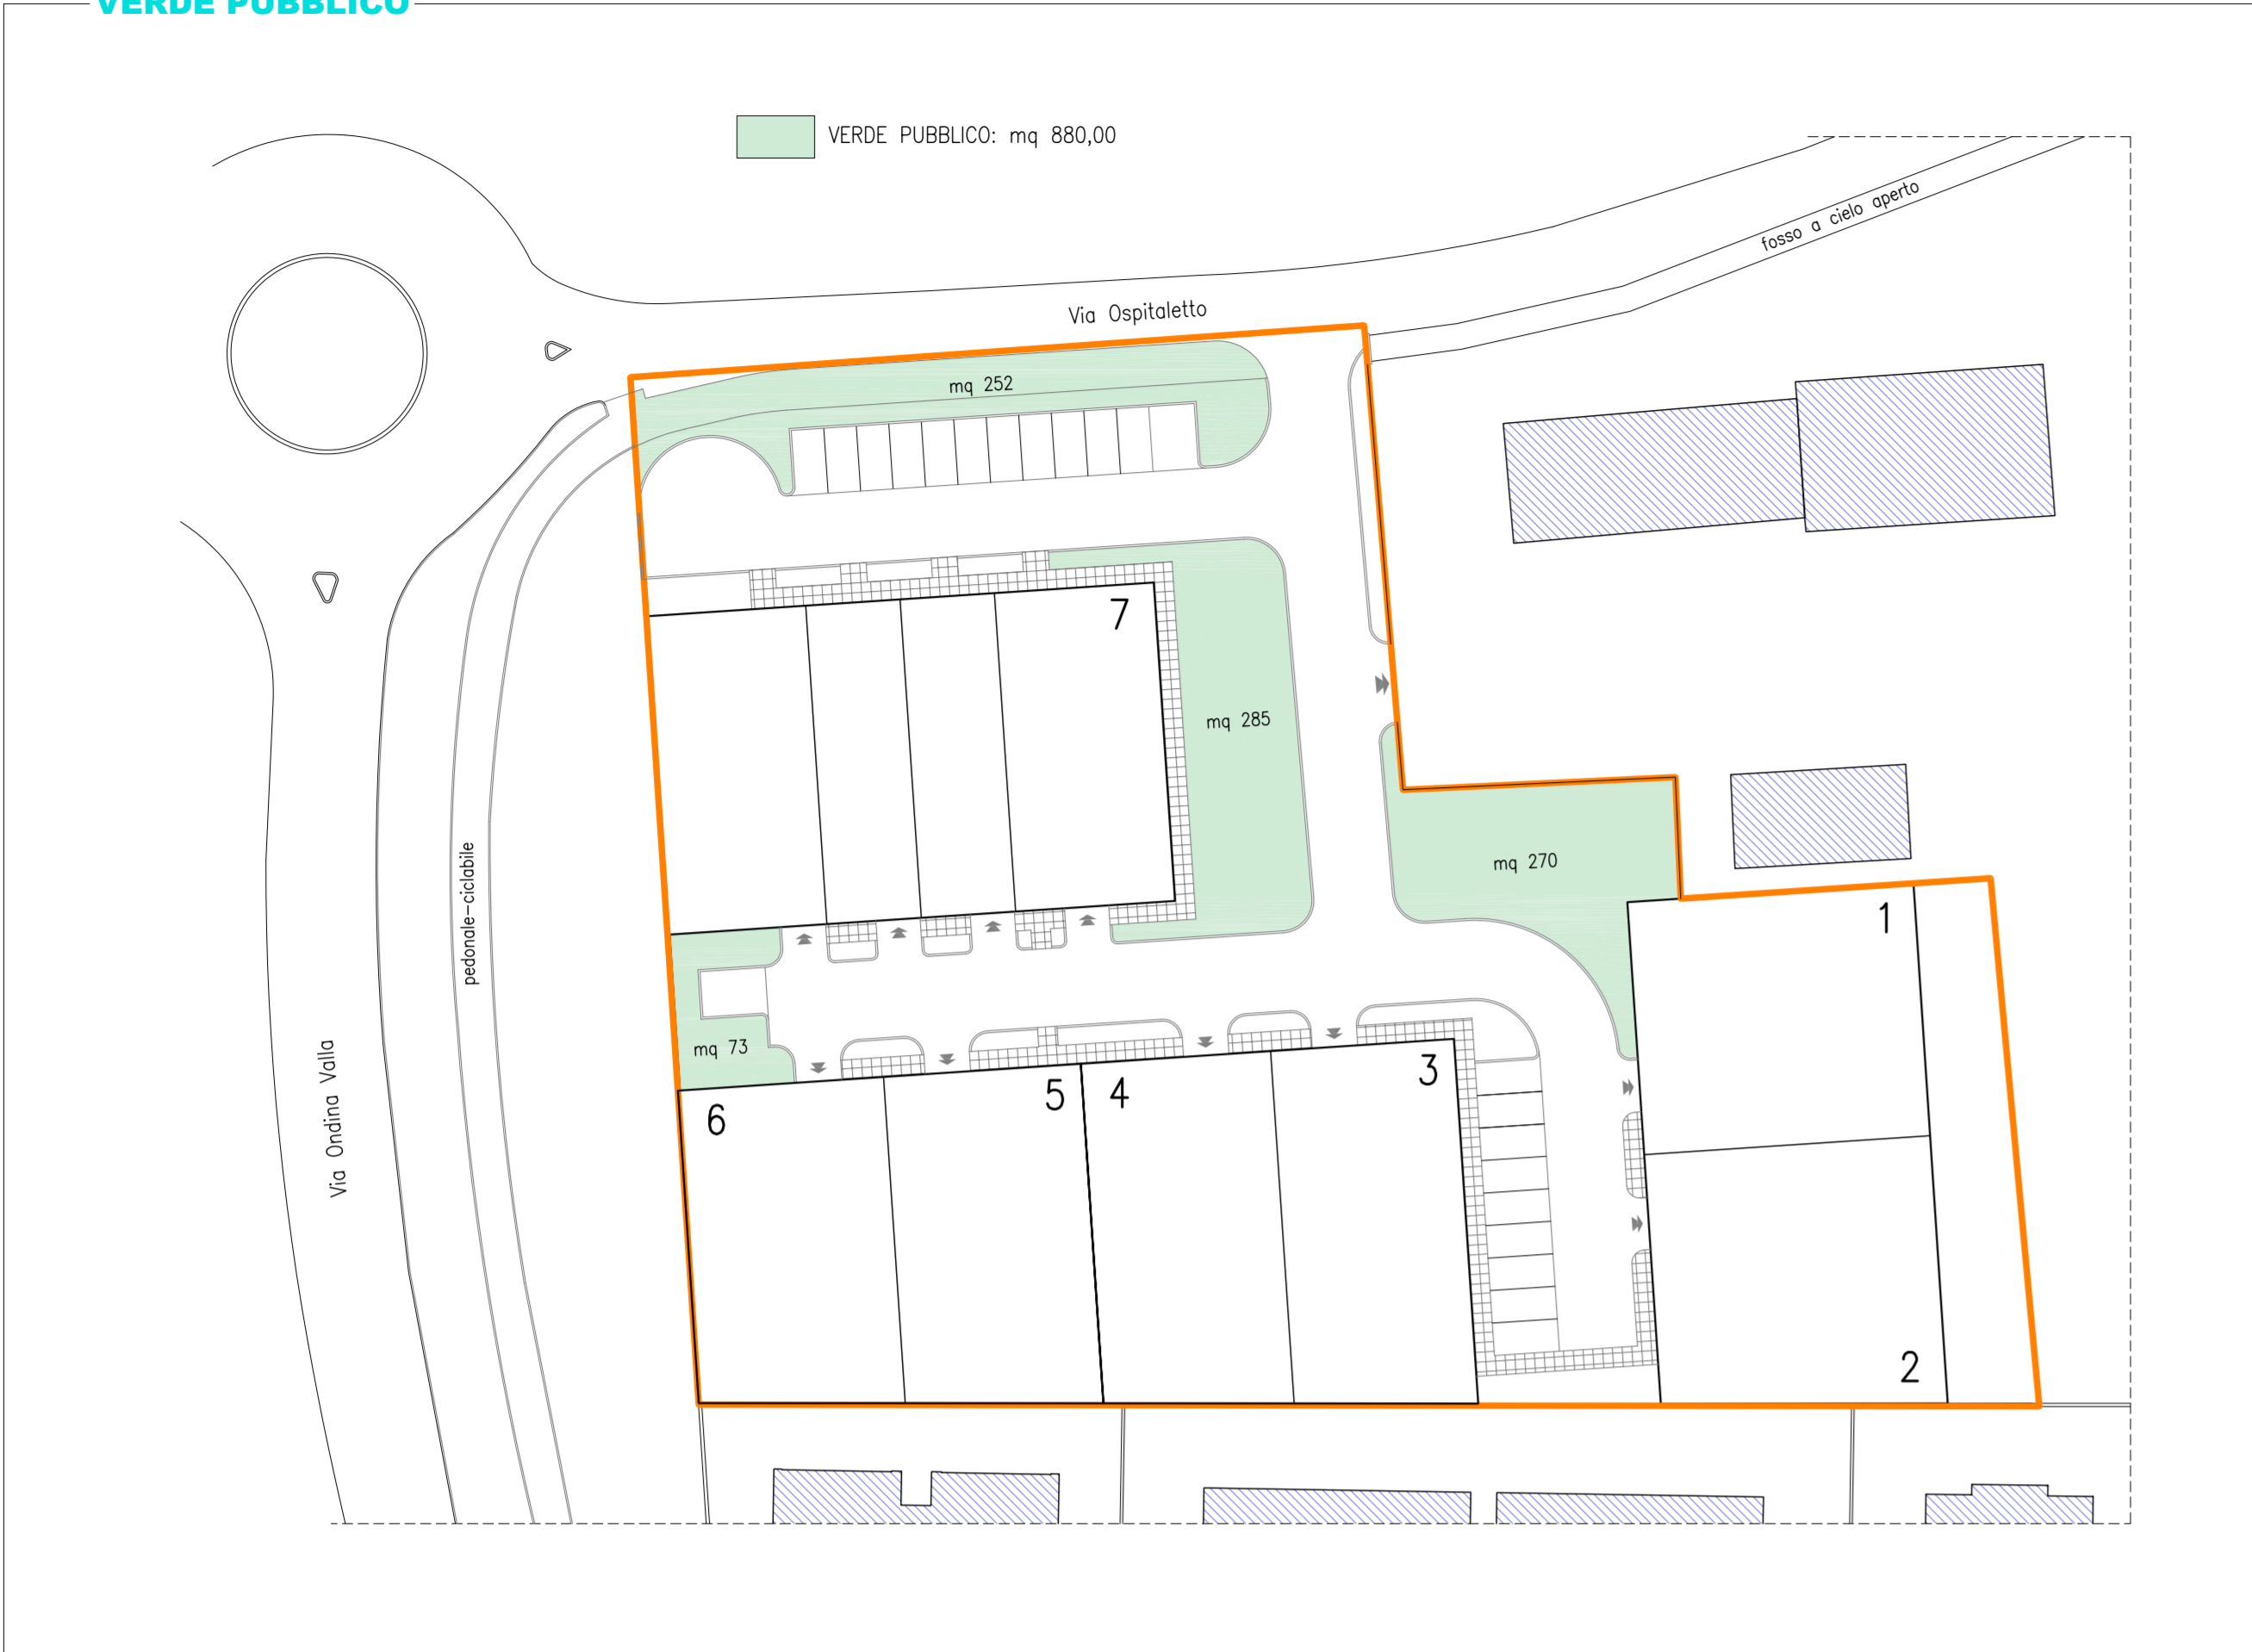 VERDE PUBBLICO
VERDE PUBBLICO: mq 880,00
fosso a cielo aperto
Via Ospitaletto
mq 252
7
mq 285
mq 270
pedonale-ciclabile
1
mq 73
Via Ondina Valla
6
5
4
3
2